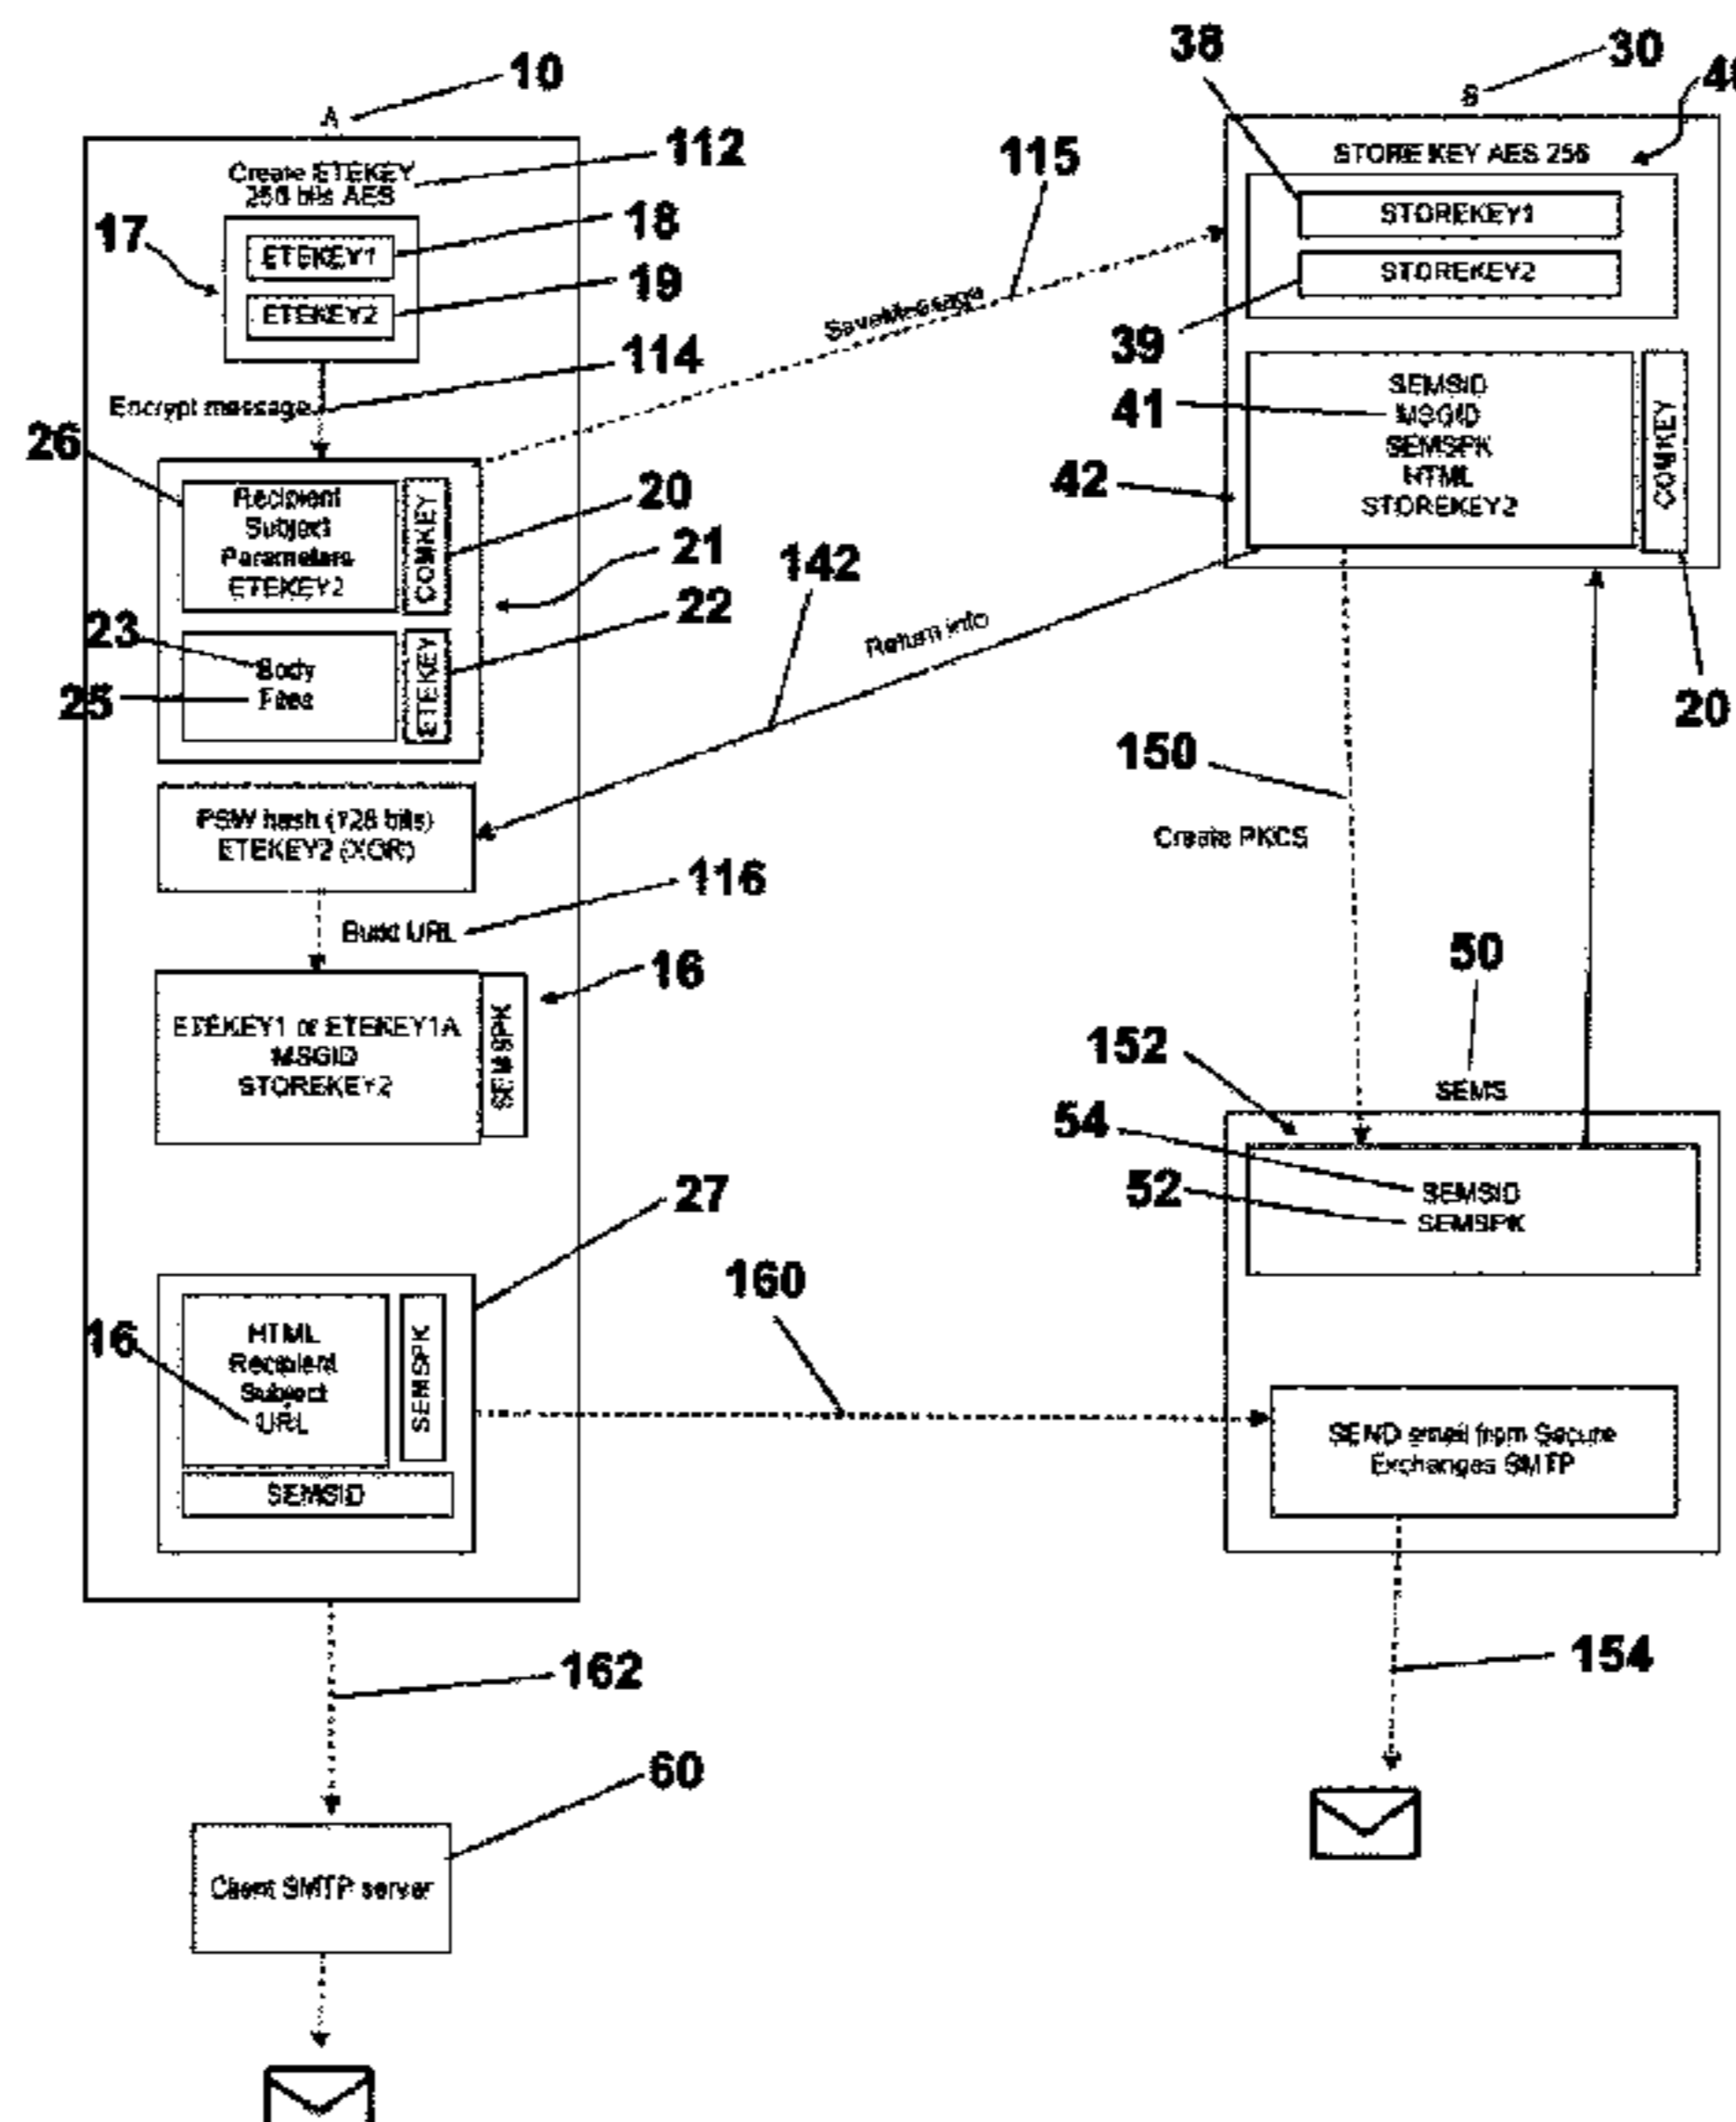 10
A
112
Create ETEKEY
256 bits AES
17
18
ETEKEY1
19
ETEKEY2
114
Encrypt message
26
Recipient
Subject
Parameters
ETEKEY2
COMKEY
20
21
22
23
Body
25
ETEKEY
PSW hash (128 bits)
ETEKEY2 (XOR)
116
Build URL
16
ETEKEY1 or ETEKEY1A
MSGID
STOREKEY2
SEMSPK
27
16
HTML
Recipient
Subject
URL
SEMSPK
SEMSID
162
60
Client SMTP server
115
SaveMessage
142
Return info
160
38
30
STORE KEY AES 256
STOREKEY1
39
STOREKEY2
41
42
SEMSID
MSGID
SEMSPK
HTML
STOREKEY2
COMKEY
20
150
Create PKCS
50
SEMS
152
54
52
SEMSID
SEMSPK
SEND email from Secure
Exchanges SMTP
154